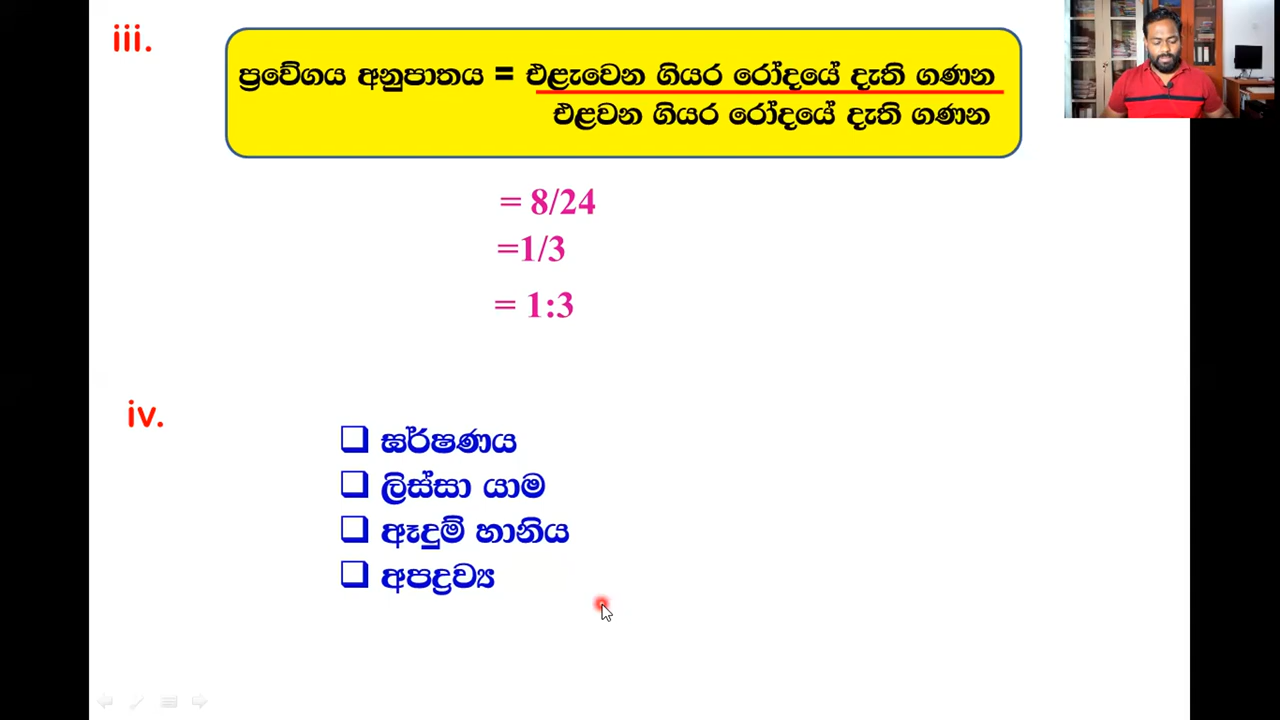 iii.
ප්‍රවේගය අනුපාතය = එළැවෙන ගියර රෝදයේ දැති ගණන
එළවන ගියර රෝදයේ දැති ගණන
= 8/24
=1/3
= 1:3
iv.
ඝර්ෂණය
ලිස්සා යාම
ඈඳුම් හානිය
අපද්‍රව්‍ය